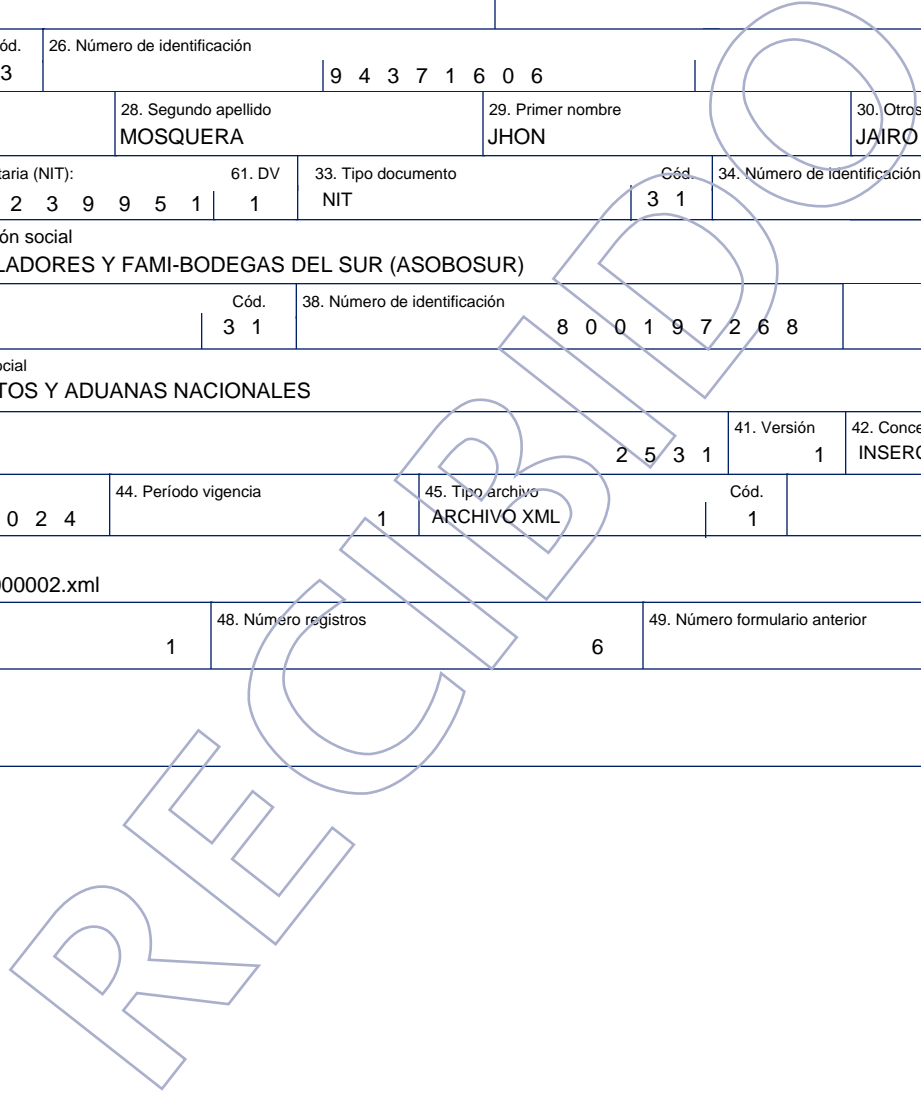 ód. 26. Número de identificación
3 9 4 3 7 1 6 0 6
28. Segundo apellido 29. Primer nombre 30. Otros
MOSQUERA JHON JAIRO
taria (NIT): 61. DV 33. Tipo documento Cód. 34. Número de identificación
2 3 9 9 5 1 1 NIT 3 1
ón social
LADORES Y FAMI-BODEGAS DEL SUR (ASOBOSUR)
Cód. 38. Número de identificación
3 1 8 0 0 1 9 7 2 6 8
ocial
TOS Y ADUANAS NACIONALES
41. Versión 42. Conce
2 5 3 1 1 INSERC
44. Período vigencia 45. Tipo archivo Cód.
0 2 4 1 ARCHIVO XML 1
000002.xml
48. Número registros 49. Número formulario anterior
1 6
RECIBIDO